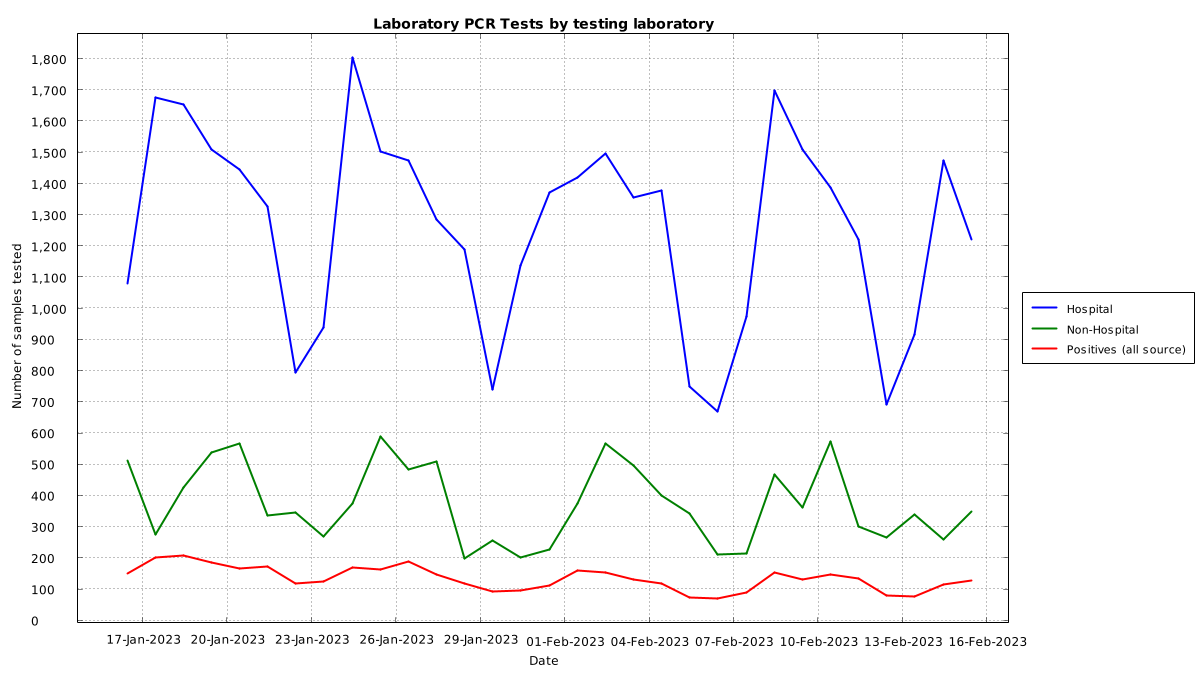 Laboratory PCR Tests by testing laboratory
Number of samples tested
1,800
1,700
1,600
1,500
1,400
1,300
1,200
1,100
1,000
900
800
700
600
500
400
300
200
100
0
17-Jan-2023 20-Jan-2023 23-Jan-2023 26-Jan-2023 29-Jan-2023 01-Feb-2023 04-Feb-2023 07-Feb-2023 10-Feb-2023 13-Feb-2023 16-Feb-2023
Date
Hospital
Non-Hospital
Positives (all source)